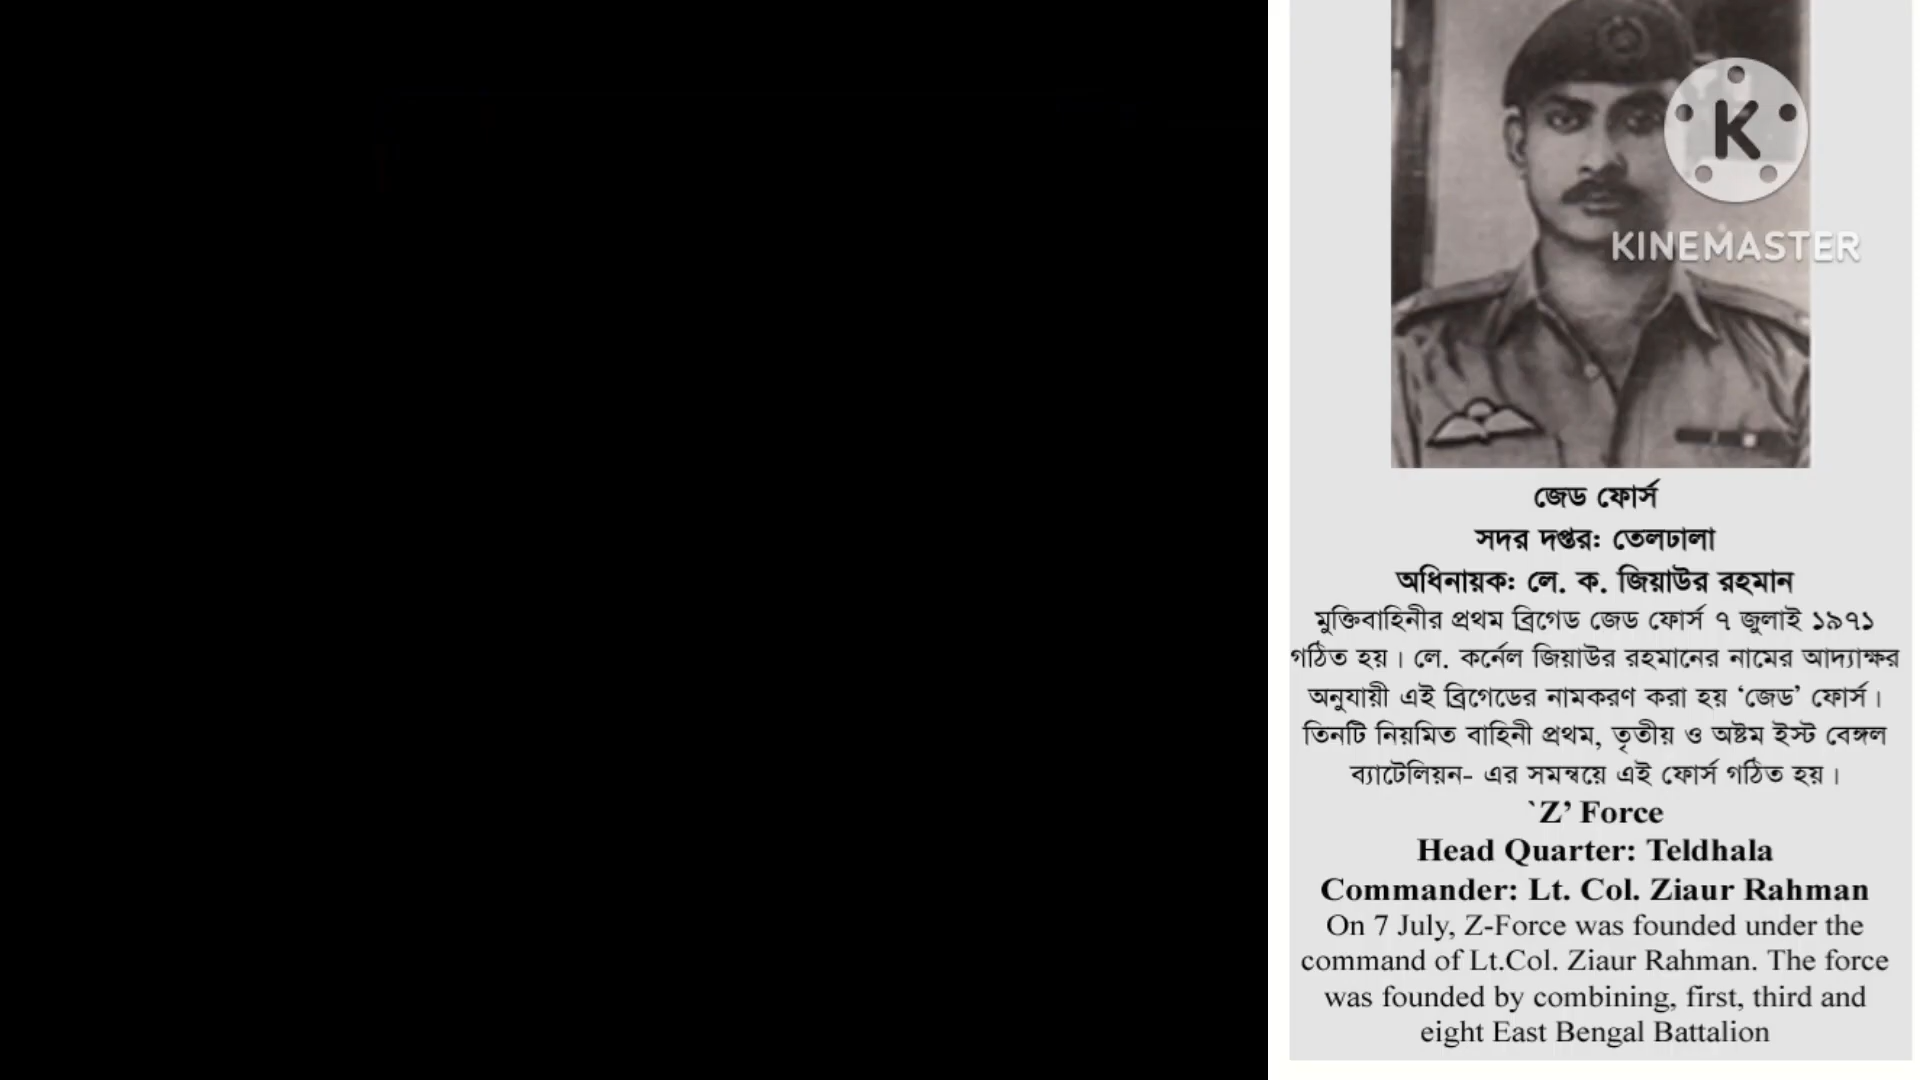 K
KINEMASTER
জেড ফোর্স
সদর দপ্তর: তেলঢালা
অধিনায়ক: লে. ক. জিয়াউর রহমান
মুক্তিবাহিনীর প্রথম ব্রিগেড জেড ফোর্স ৭ জুলাই ১৯৭১
গঠিত হয়। লে. কর্নেল জিয়াউর রহমানের নামের আদ্যাক্ষর
অনুযায়ী এই ব্রিগেডের নামকরণ করা হয় ‘জেড’ ফোর্স।
তিনটি নিয়মিত বাহিনী প্রথম, তৃতীয় ও অষ্টম ইস্ট বেঙ্গল
ব্যাটেলিয়ন- এর সমন্বয়ে এই ফোর্স গঠিত হয়।
`Z’ Force
Head Quarter: Teldhala
Commander: Lt. Col. Ziaur Rahman
On 7 July, Z-Force was founded under the
command of Lt.Col. Ziaur Rahman. The force
was founded by combining, first, third and
eight East Bengal Battalion